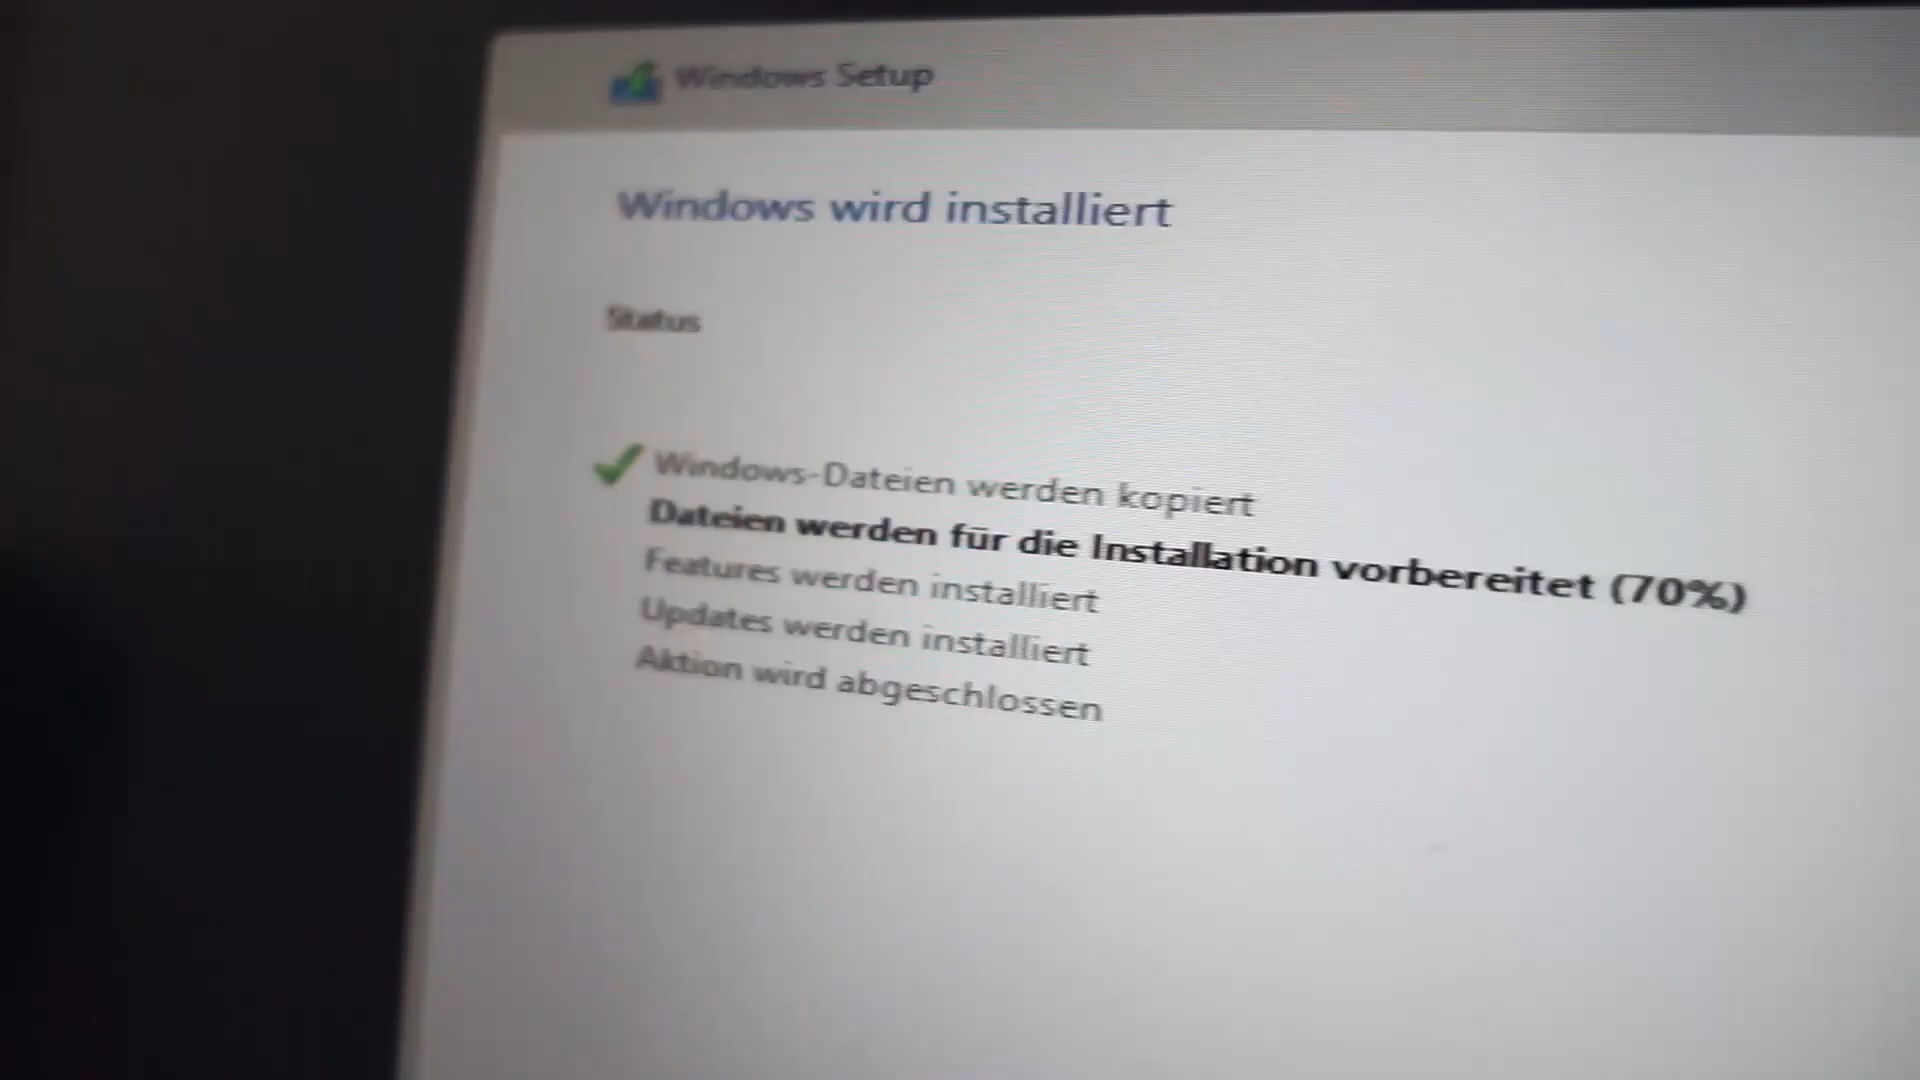 Windows Setup
Windows wird installiert
Status
Windows-Dateien werden kopiert
Dateien werden für die Installation vorbereitet (70%)
Features werden installiert
Updates werden installiert
Aktion wird abgeschlossen